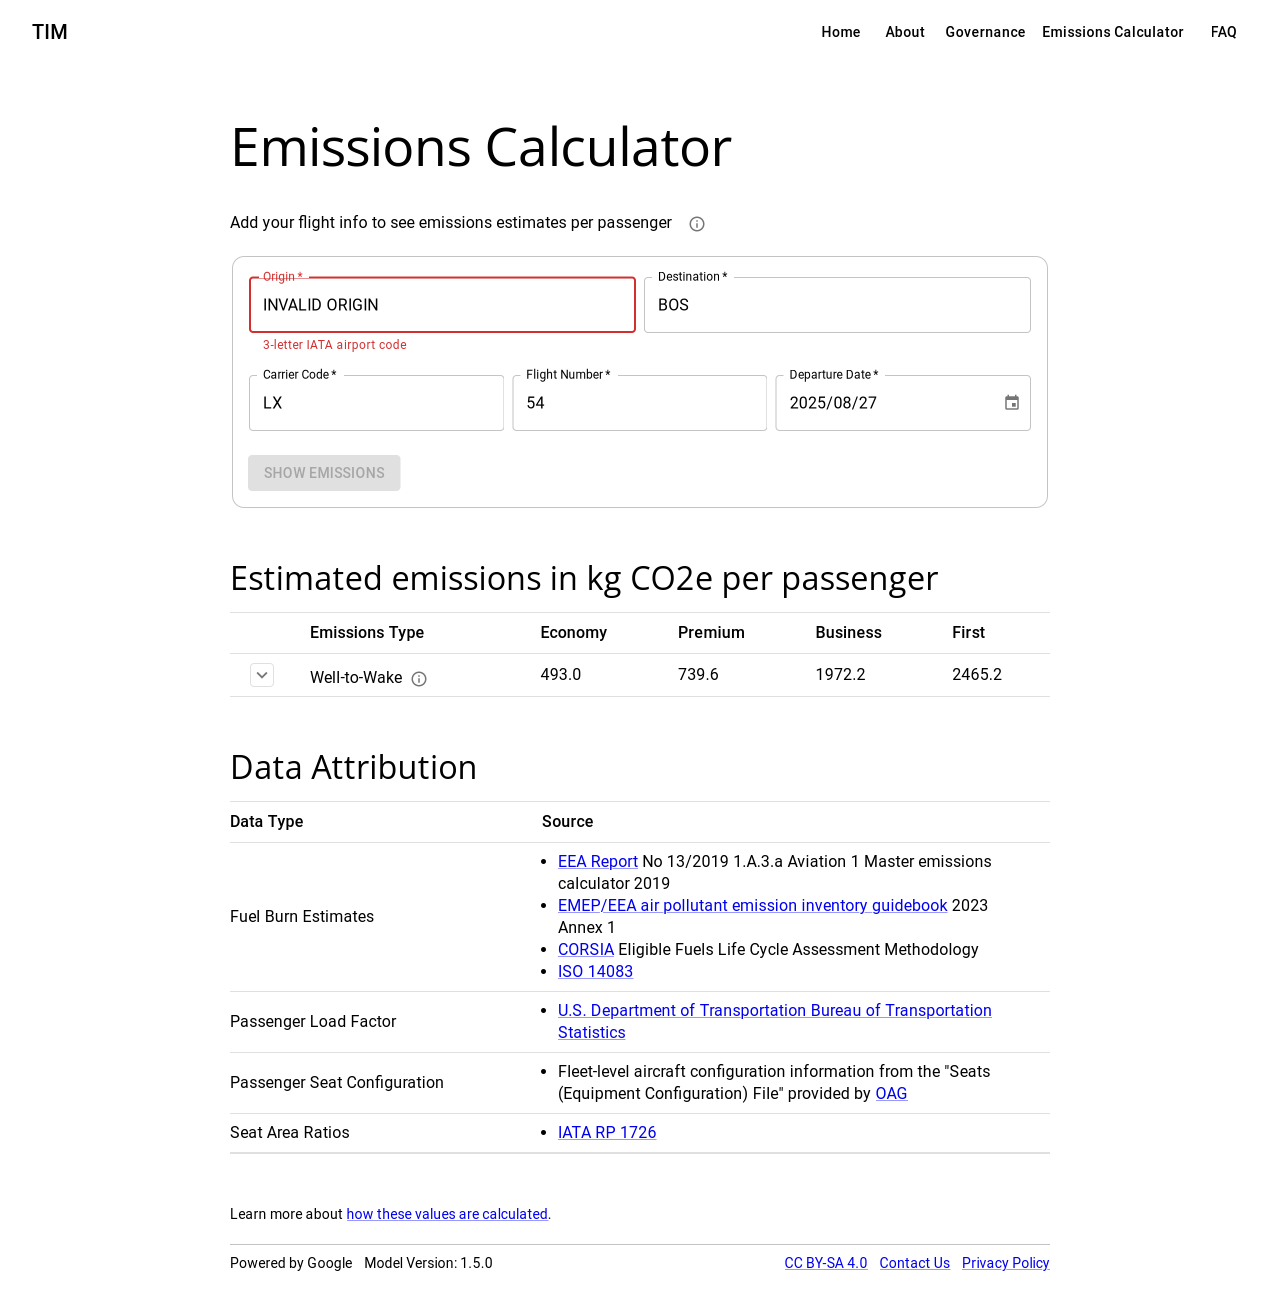 TIM
Home About Governance Emissions Calculator FAQ
Emissions Calculator
Add your flight info to see emissions estimates per passenger
Origin *
INVALID ORIGIN
3-letter IATA airport code
Destination *
BOS
Carrier Code *
LX
Flight Number *
54
Departure Date *
2025/08/27
SHOW EMISSIONS
Estimated emissions in kg CO2e per passenger
Emissions Type Economy Premium Business First
Well-to-Wake 493.0 739.6 1972.2 2465.2
Data Attribution
Data Type Source
Fuel Burn Estimates
EEA Report No 13/2019 1.A.3.a Aviation 1 Master emissions
calculator 2019
EMEP/EEA air pollutant emission inventory guidebook 2023
Annex 1
CORSIA Eligible Fuels Life Cycle Assessment Methodology
ISO 14083
Passenger Load Factor
U.S. Department of Transportation Bureau of Transportation
Statistics
Passenger Seat Configuration
Fleet-level aircraft configuration information from the "Seats
(Equipment Configuration) File" provided by OAG
Seat Area Ratios
IATA RP 1726
Learn more about how these values are calculated.
Powered by Google Model Version: 1.5.0 CC BY-SA 4.0 Contact Us Privacy Policy